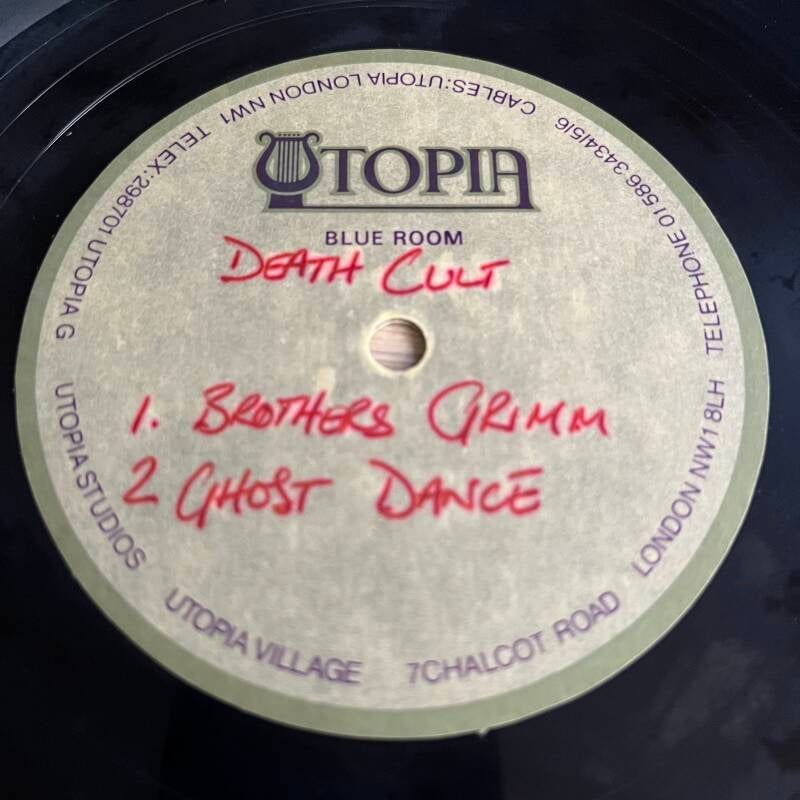 UTOPIA
BLUE ROOM
DEATH CULT
1. BROTHERS GRIMM
2 GHOST DANCE
UTOPIA STUDIOS
UTOPIA VILLAGE
7 CHALCOT ROAD
LONDON NW1 8LH
TELEPHONE 01 586 3434/5/6
CABLES: UTOPIA LONDON NW1
TELEX: 298701 UTOPIA G